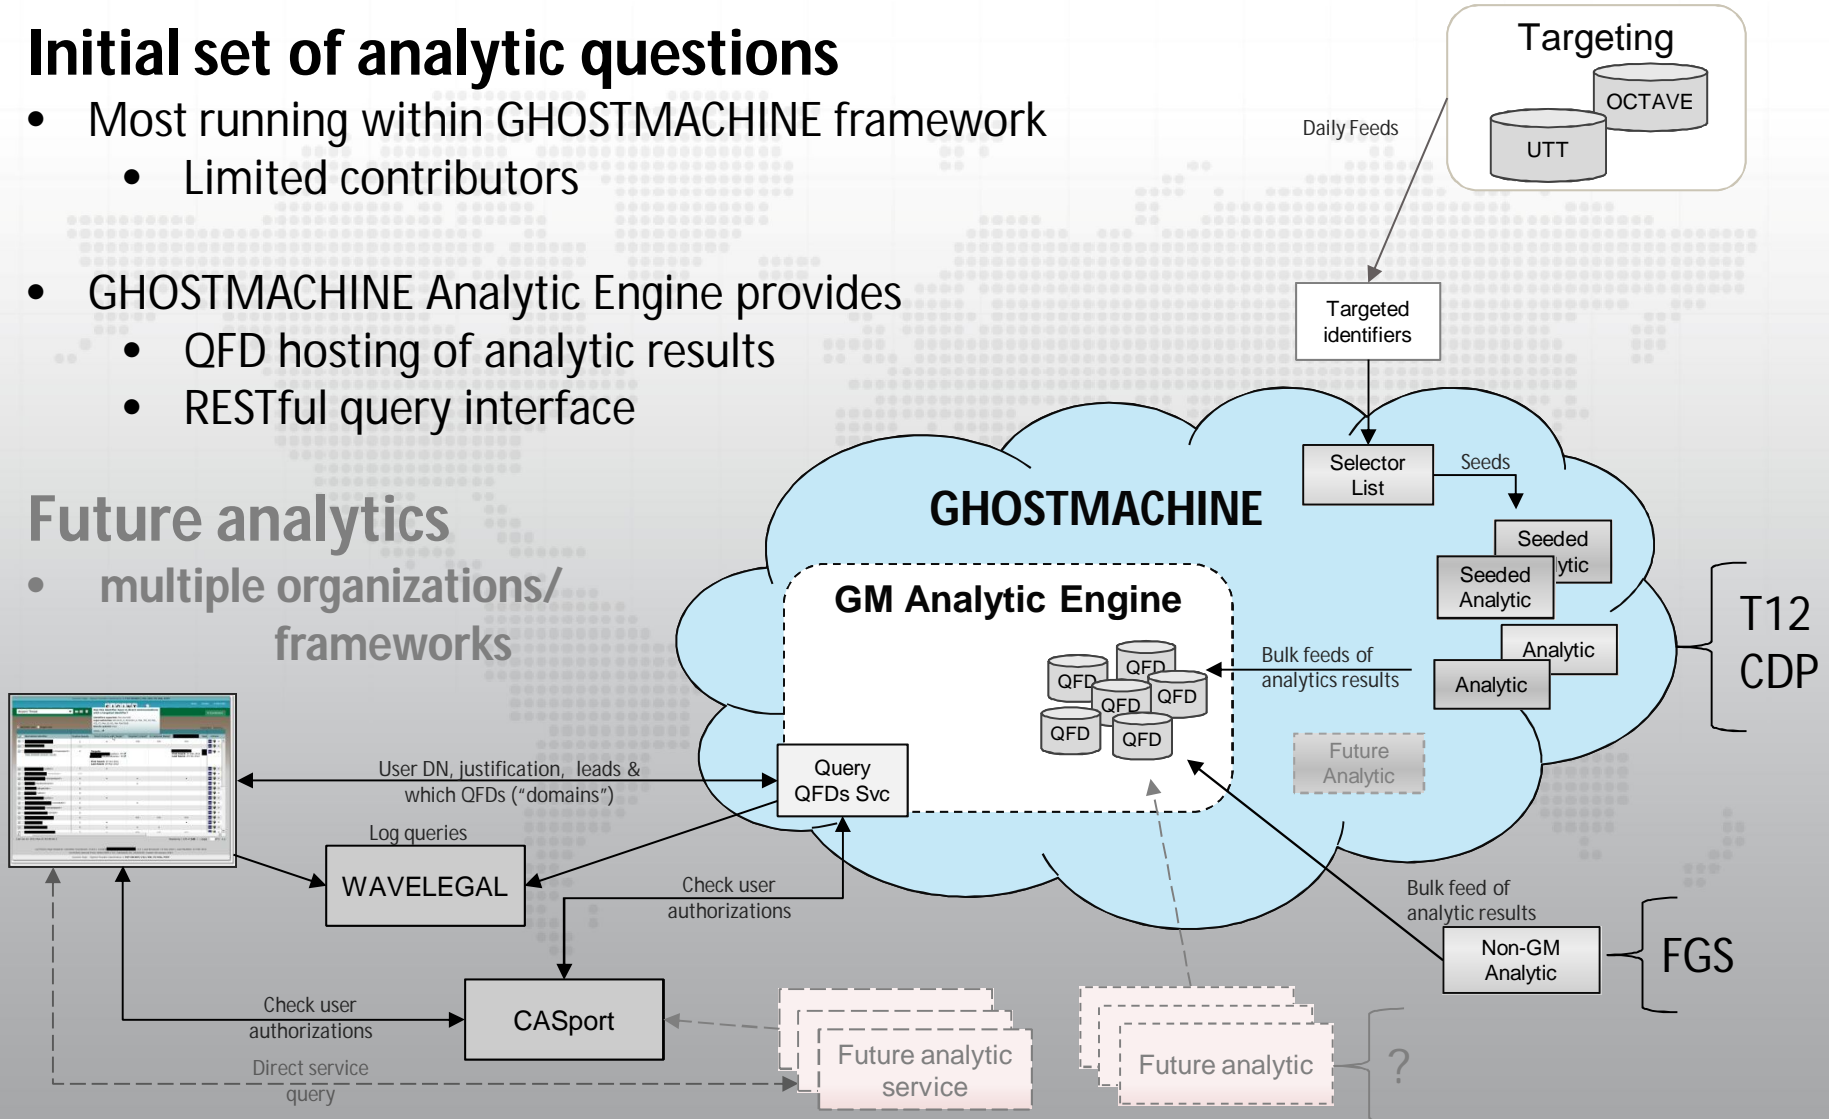 Initial set of analytic questions
• Most running within GHOSTMACHINE framework
• Limited contributors
• GHOSTMACHINE Analytic Engine provides
• QFD hosting of analytic results
• RESTful query interface
Future analytics
• multiple organizations/
frameworks
Targeting
OCTAVE
UTT
Daily Feeds
Targeted
identifiers
Selector
List
Seeds
GHOSTMACHINE
Seeded
lytic
Seeded
Analytic
GM Analytic Engine
T12
CDP
Analytic
Analytic
Bulk feeds of
analytics results
QFD
QFD
QFD
QFD
QFD
QFD
Future
Analytic
User DN, justification, leads &
which QFDs ("domains")
Query
QFDs Svc
Log queries
WAVELEGAL
Check user
authorizations
Bulk feed of
analytic results
Non-GM
Analytic
FGS
Check user
authorizations
CASport
Direct service
query
Future analytic
service
Future analytic
?